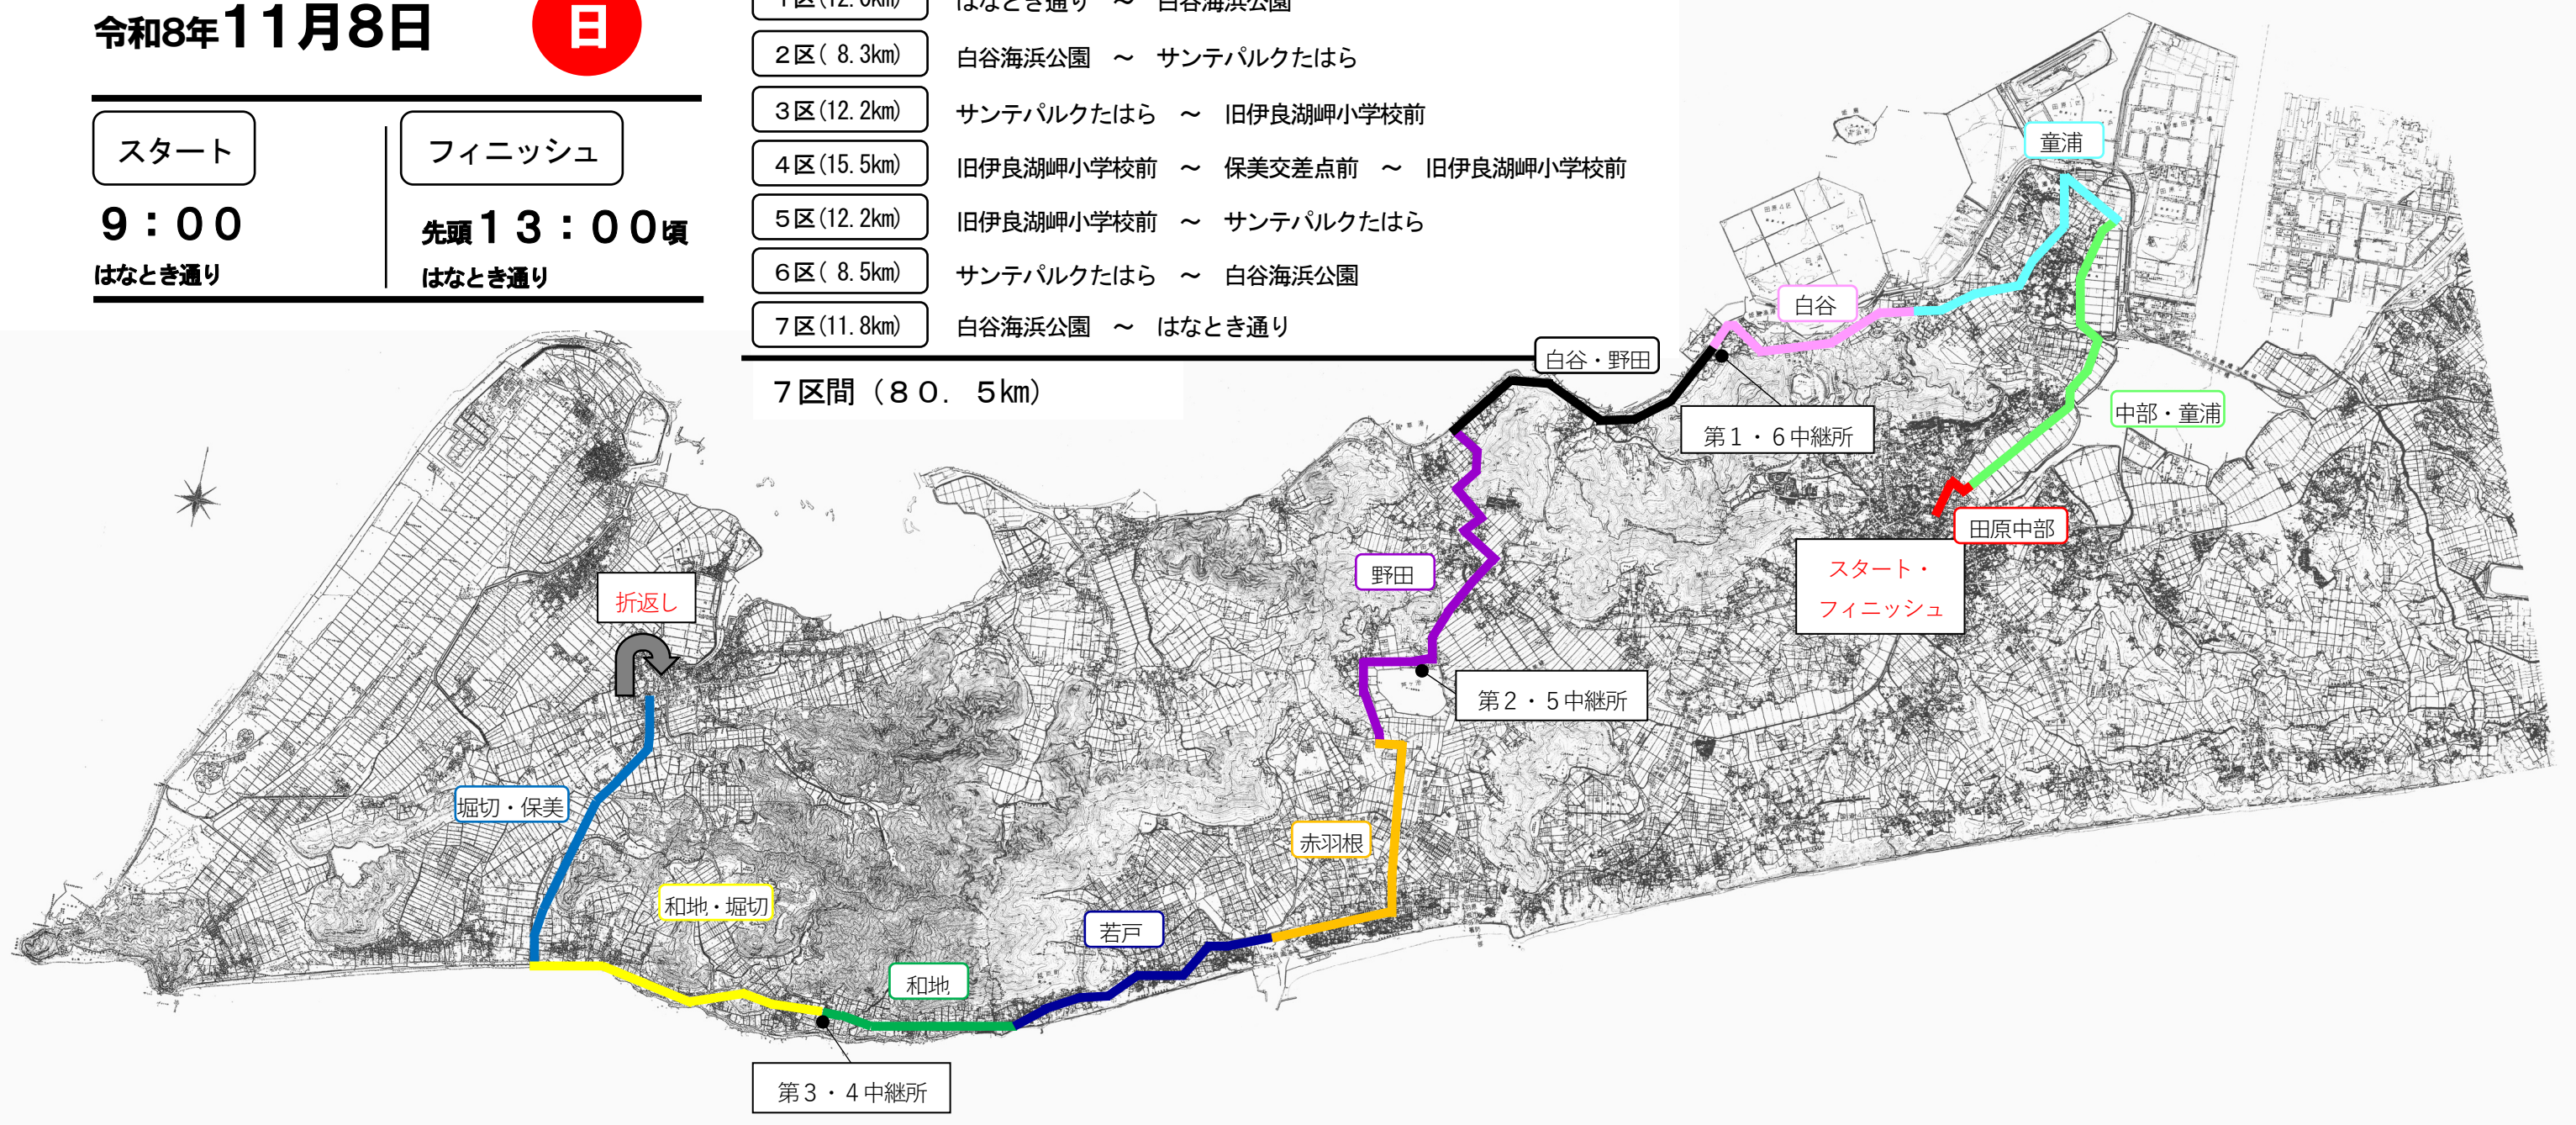 令和8年11月8日
日
スタート
9：00
はなとき通り
フィニッシュ
先頭13：00頃
はなとき通り
はなとき通り ～ 白谷海浜公園
2区( 8.3km) 白谷海浜公園 ～ サンテパルクたはら
3区(12.2km) サンテパルクたはら ～ 旧伊良湖岬小学校前
4区(15.5km) 旧伊良湖岬小学校前 ～ 保美交差点前 ～ 旧伊良湖岬小学校前
5区(12.2km) 旧伊良湖岬小学校前 ～ サンテパルクたはら
6区( 8.5km) サンテパルクたはら ～ 白谷海浜公園
7区(11.8km) 白谷海浜公園 ～ はなとき通り
7区間（80．5km）
童浦
白谷
白谷・野田
第1・6中継所
中部・童浦
田原中部
スタート・
フィニッシュ
野田
折返し
第2・5中継所
堀切・保美
赤羽根
和地・堀切
若戸
和地
第3・4中継所